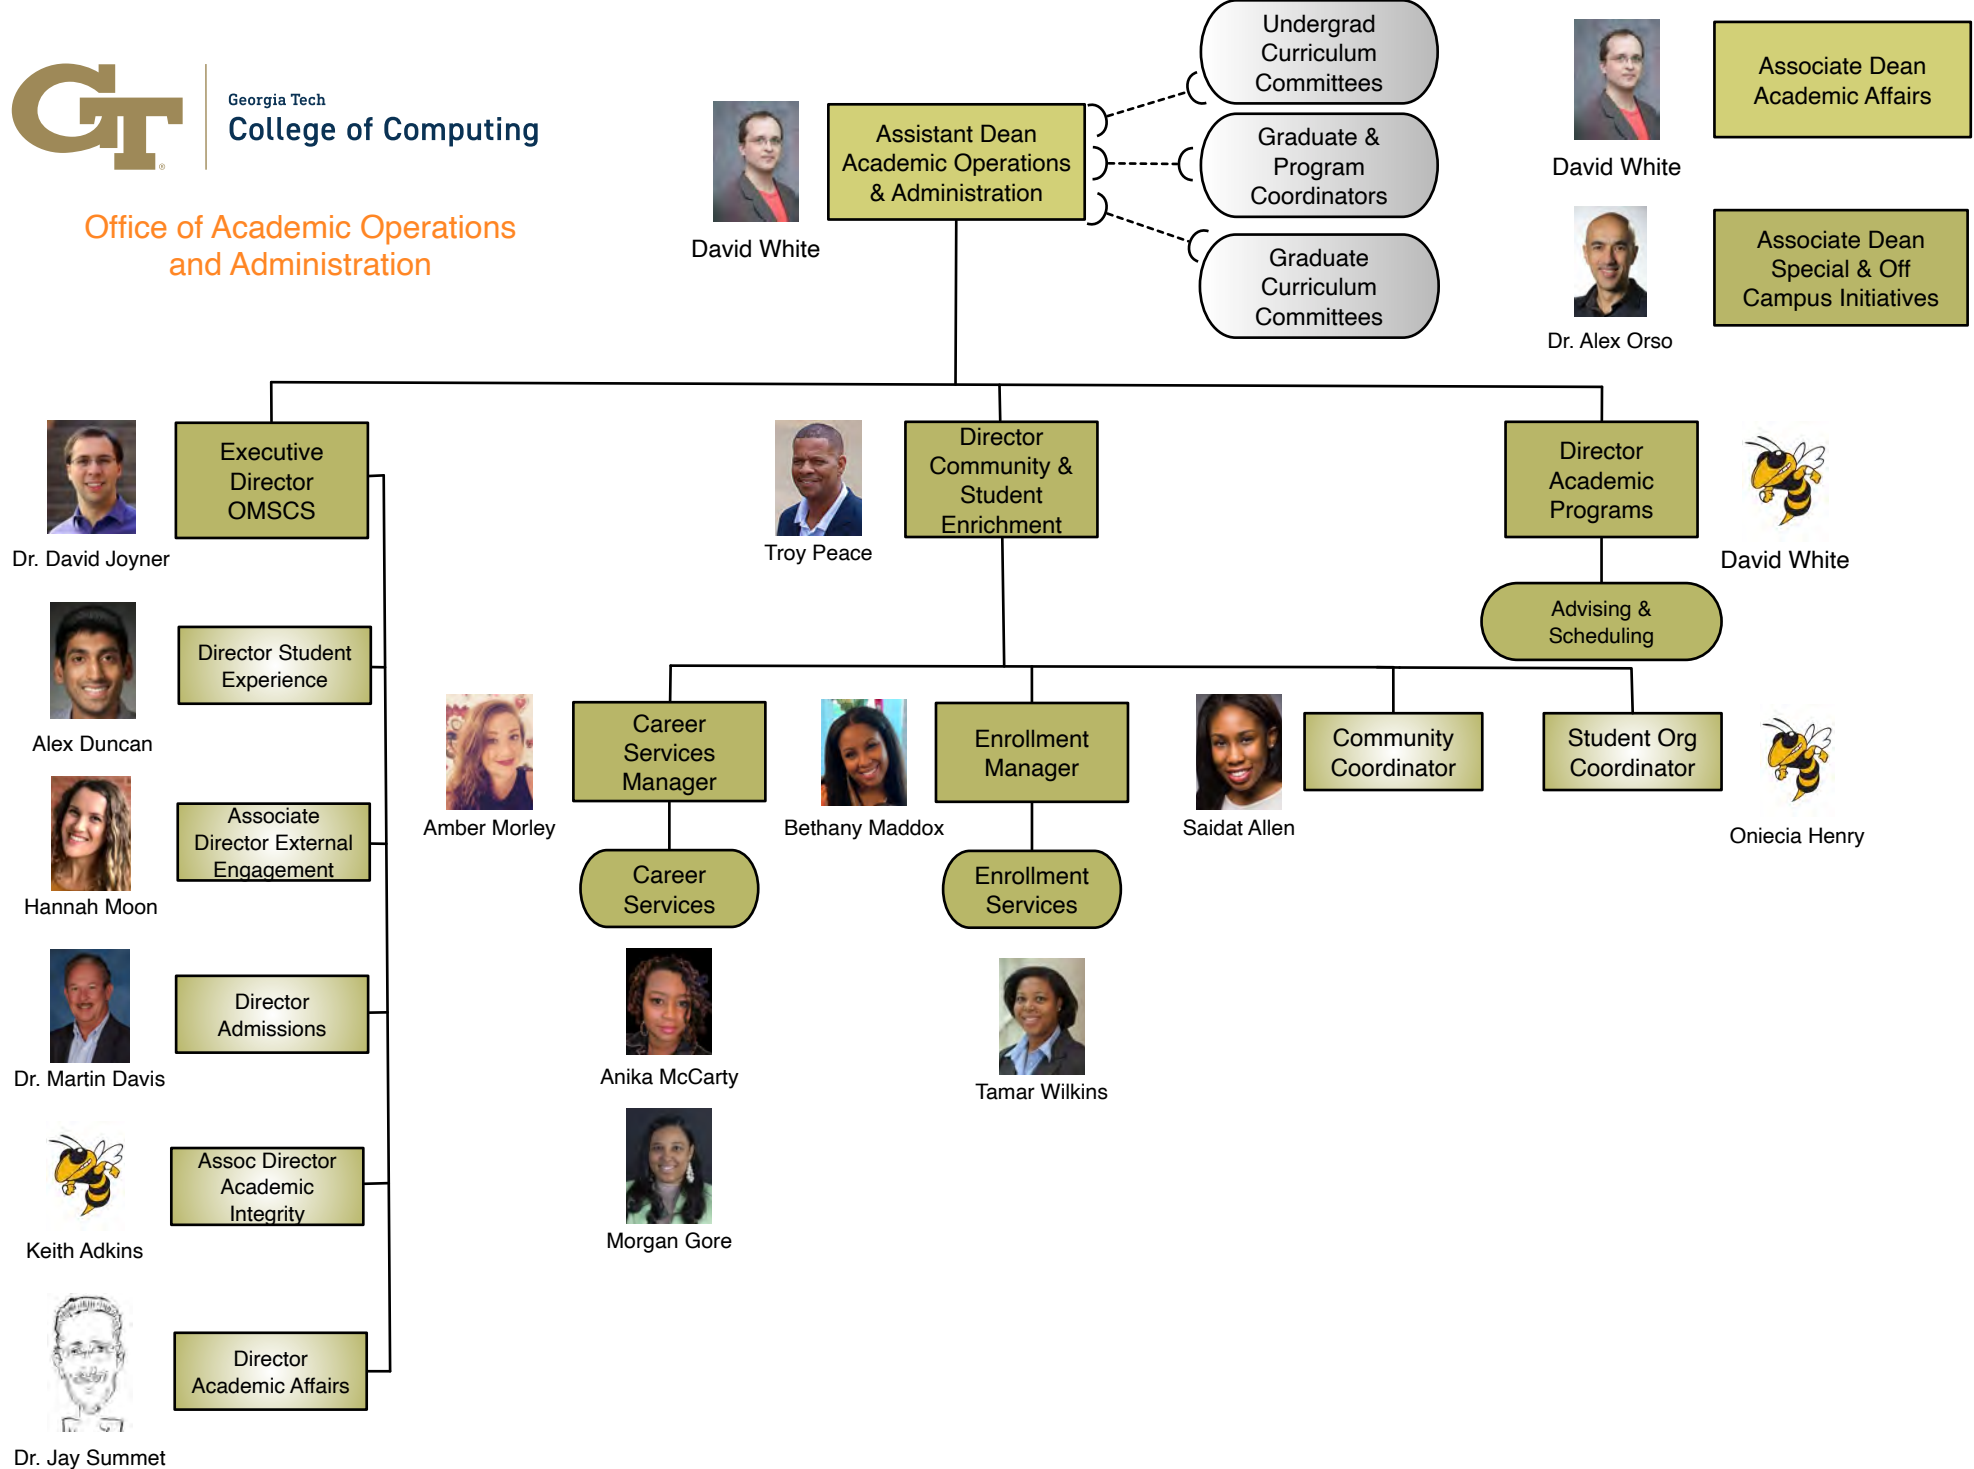 GT
®
Georgia Tech
College of Computing
Office of Academic Operations
and Administration
David White
Assistant Dean
Academic Operations
& Administration
Undergrad
Curriculum
Committees
Graduate &
Program
Coordinators
Graduate
Curriculum
Committees
David White
Associate Dean
Academic Affairs
Dr. Alex Orso
Associate Dean
Special & Off
Campus Initiatives
Dr. David Joyner
Executive
Director
OMSCS
Troy Peace
Director
Community &
Student
Enrichment
Director
Academic
Programs
David White
Advising &
Scheduling
Alex Duncan
Director Student
Experience
Hannah Moon
Associate
Director External
Engagement
Dr. Martin Davis
Director
Admissions
Keith Adkins
Assoc Director
Academic
Integrity
Dr. Jay Summet
Director
Academic Affairs
Amber Morley
Career
Services
Manager
Bethany Maddox
Enrollment
Manager
Saidat Allen
Community
Coordinator
Student Org
Coordinator
Oniecia Henry
Career
Services
Enrollment
Services
Anika McCarty
Tamar Wilkins
Morgan Gore